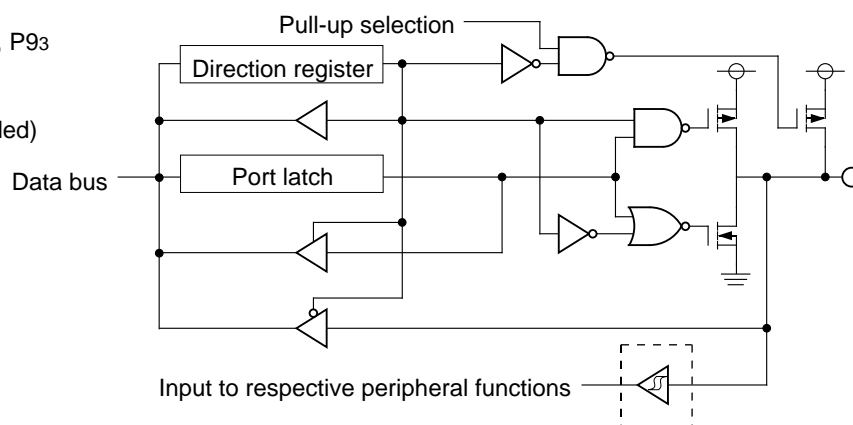 Pull-up selection
, P93
Direction register
led)
Data bus
Port latch
Input to respective peripheral functions